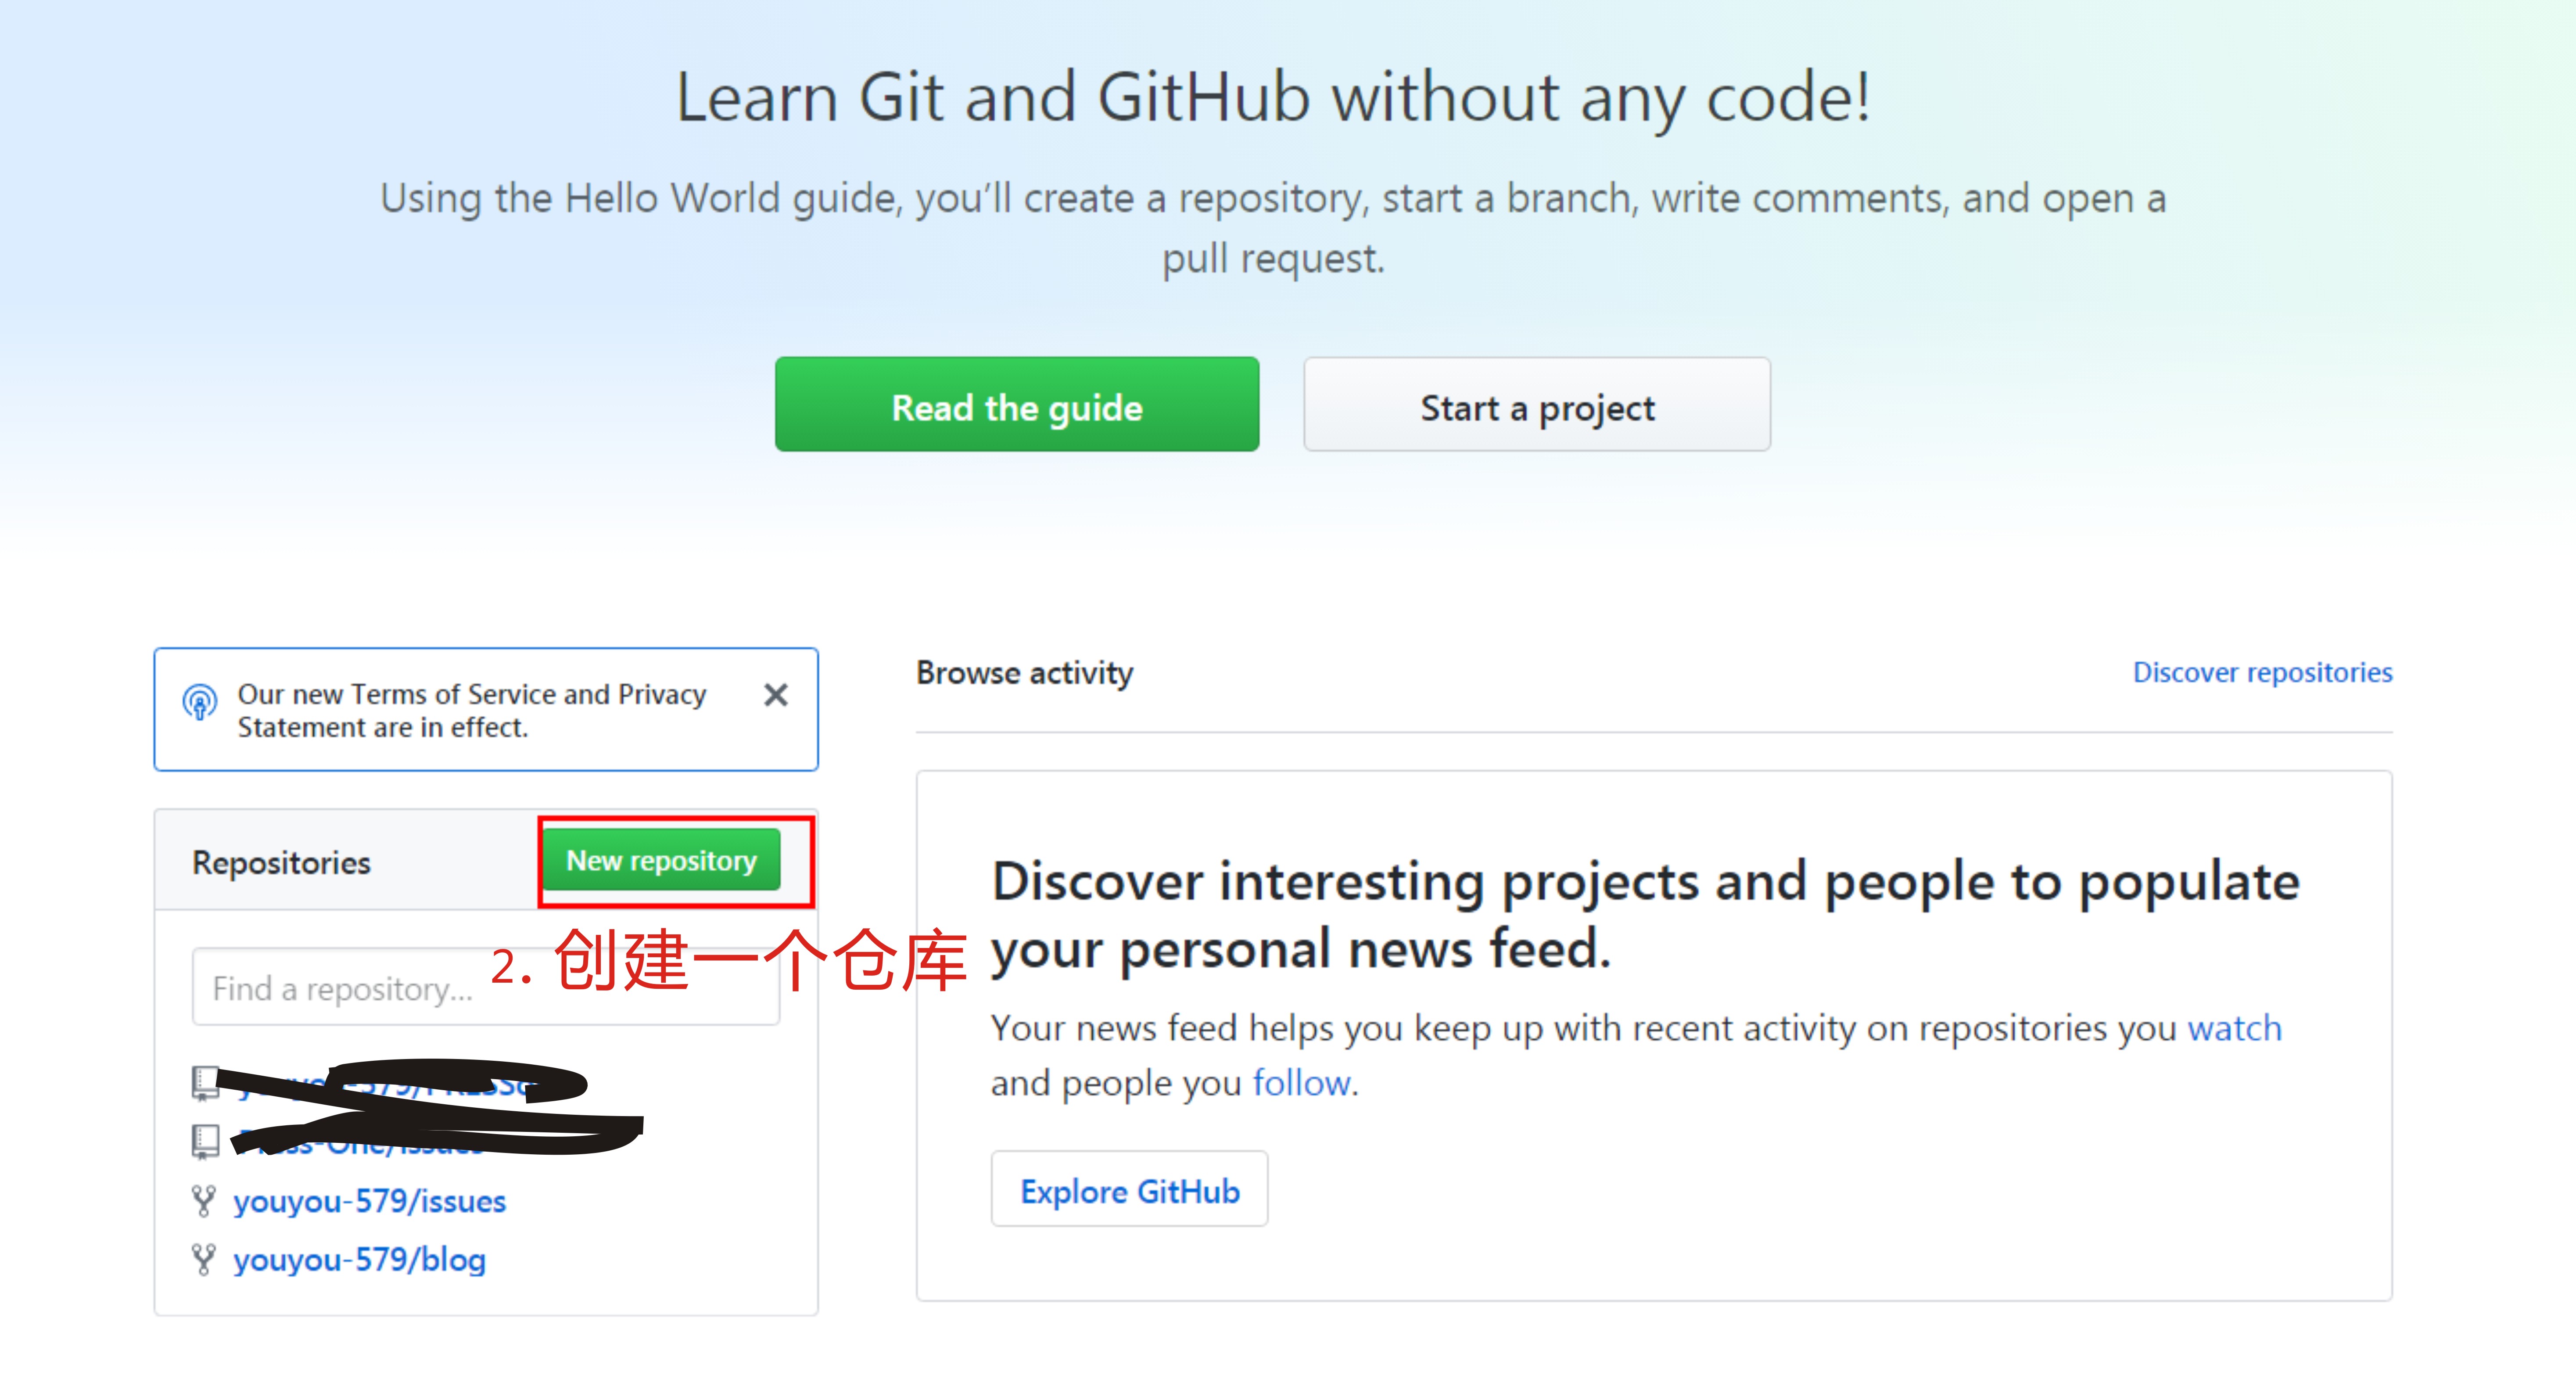 Learn Git and GitHub without any code!
Using the Hello World guide, you'll create a repository, start a branch, write comments, and open a
pull request.
Read the guide
Start a project
Our new Terms of Service and Privacy
Statement are in effect.
Repositories
New repository
2. 创建一个仓库
Find a repository...
youyou-579/issues
youyou-579/blog
Browse activity
Discover repositories
Discover interesting projects and people to populate
your personal news feed.
Your news feed helps you keep up with recent activity on repositories you watch
and people you follow.
Explore GitHub